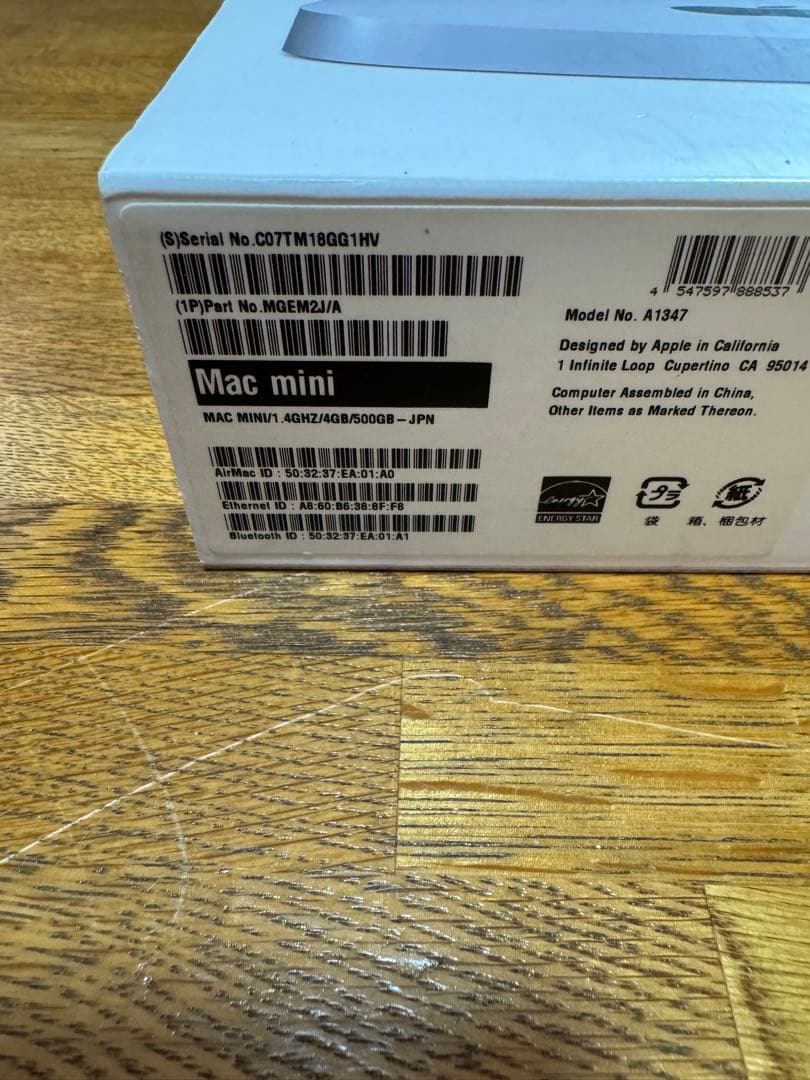 (S)Serial No.C07TM18GG1HV
(1P)Part No.MGEM2J/A
Mac mini
MAC MINI/1.4GHZ/4GB/500GB-JPN
AirMac ID : 50:32:37:EA:01:A0
Ethernet ID : A8:60:B6:38:8F:F8
Bluetooth ID : 50:32:37:EA:01:A1
4 547597 888537
Model No. A1347
Designed by Apple in California
1 Infinite Loop Cupertino CA 95014
Computer Assembled in China,
Other Items as Marked Thereon.
energy
ENERGY STAR
プラ
紙
袋
箱、梱包材